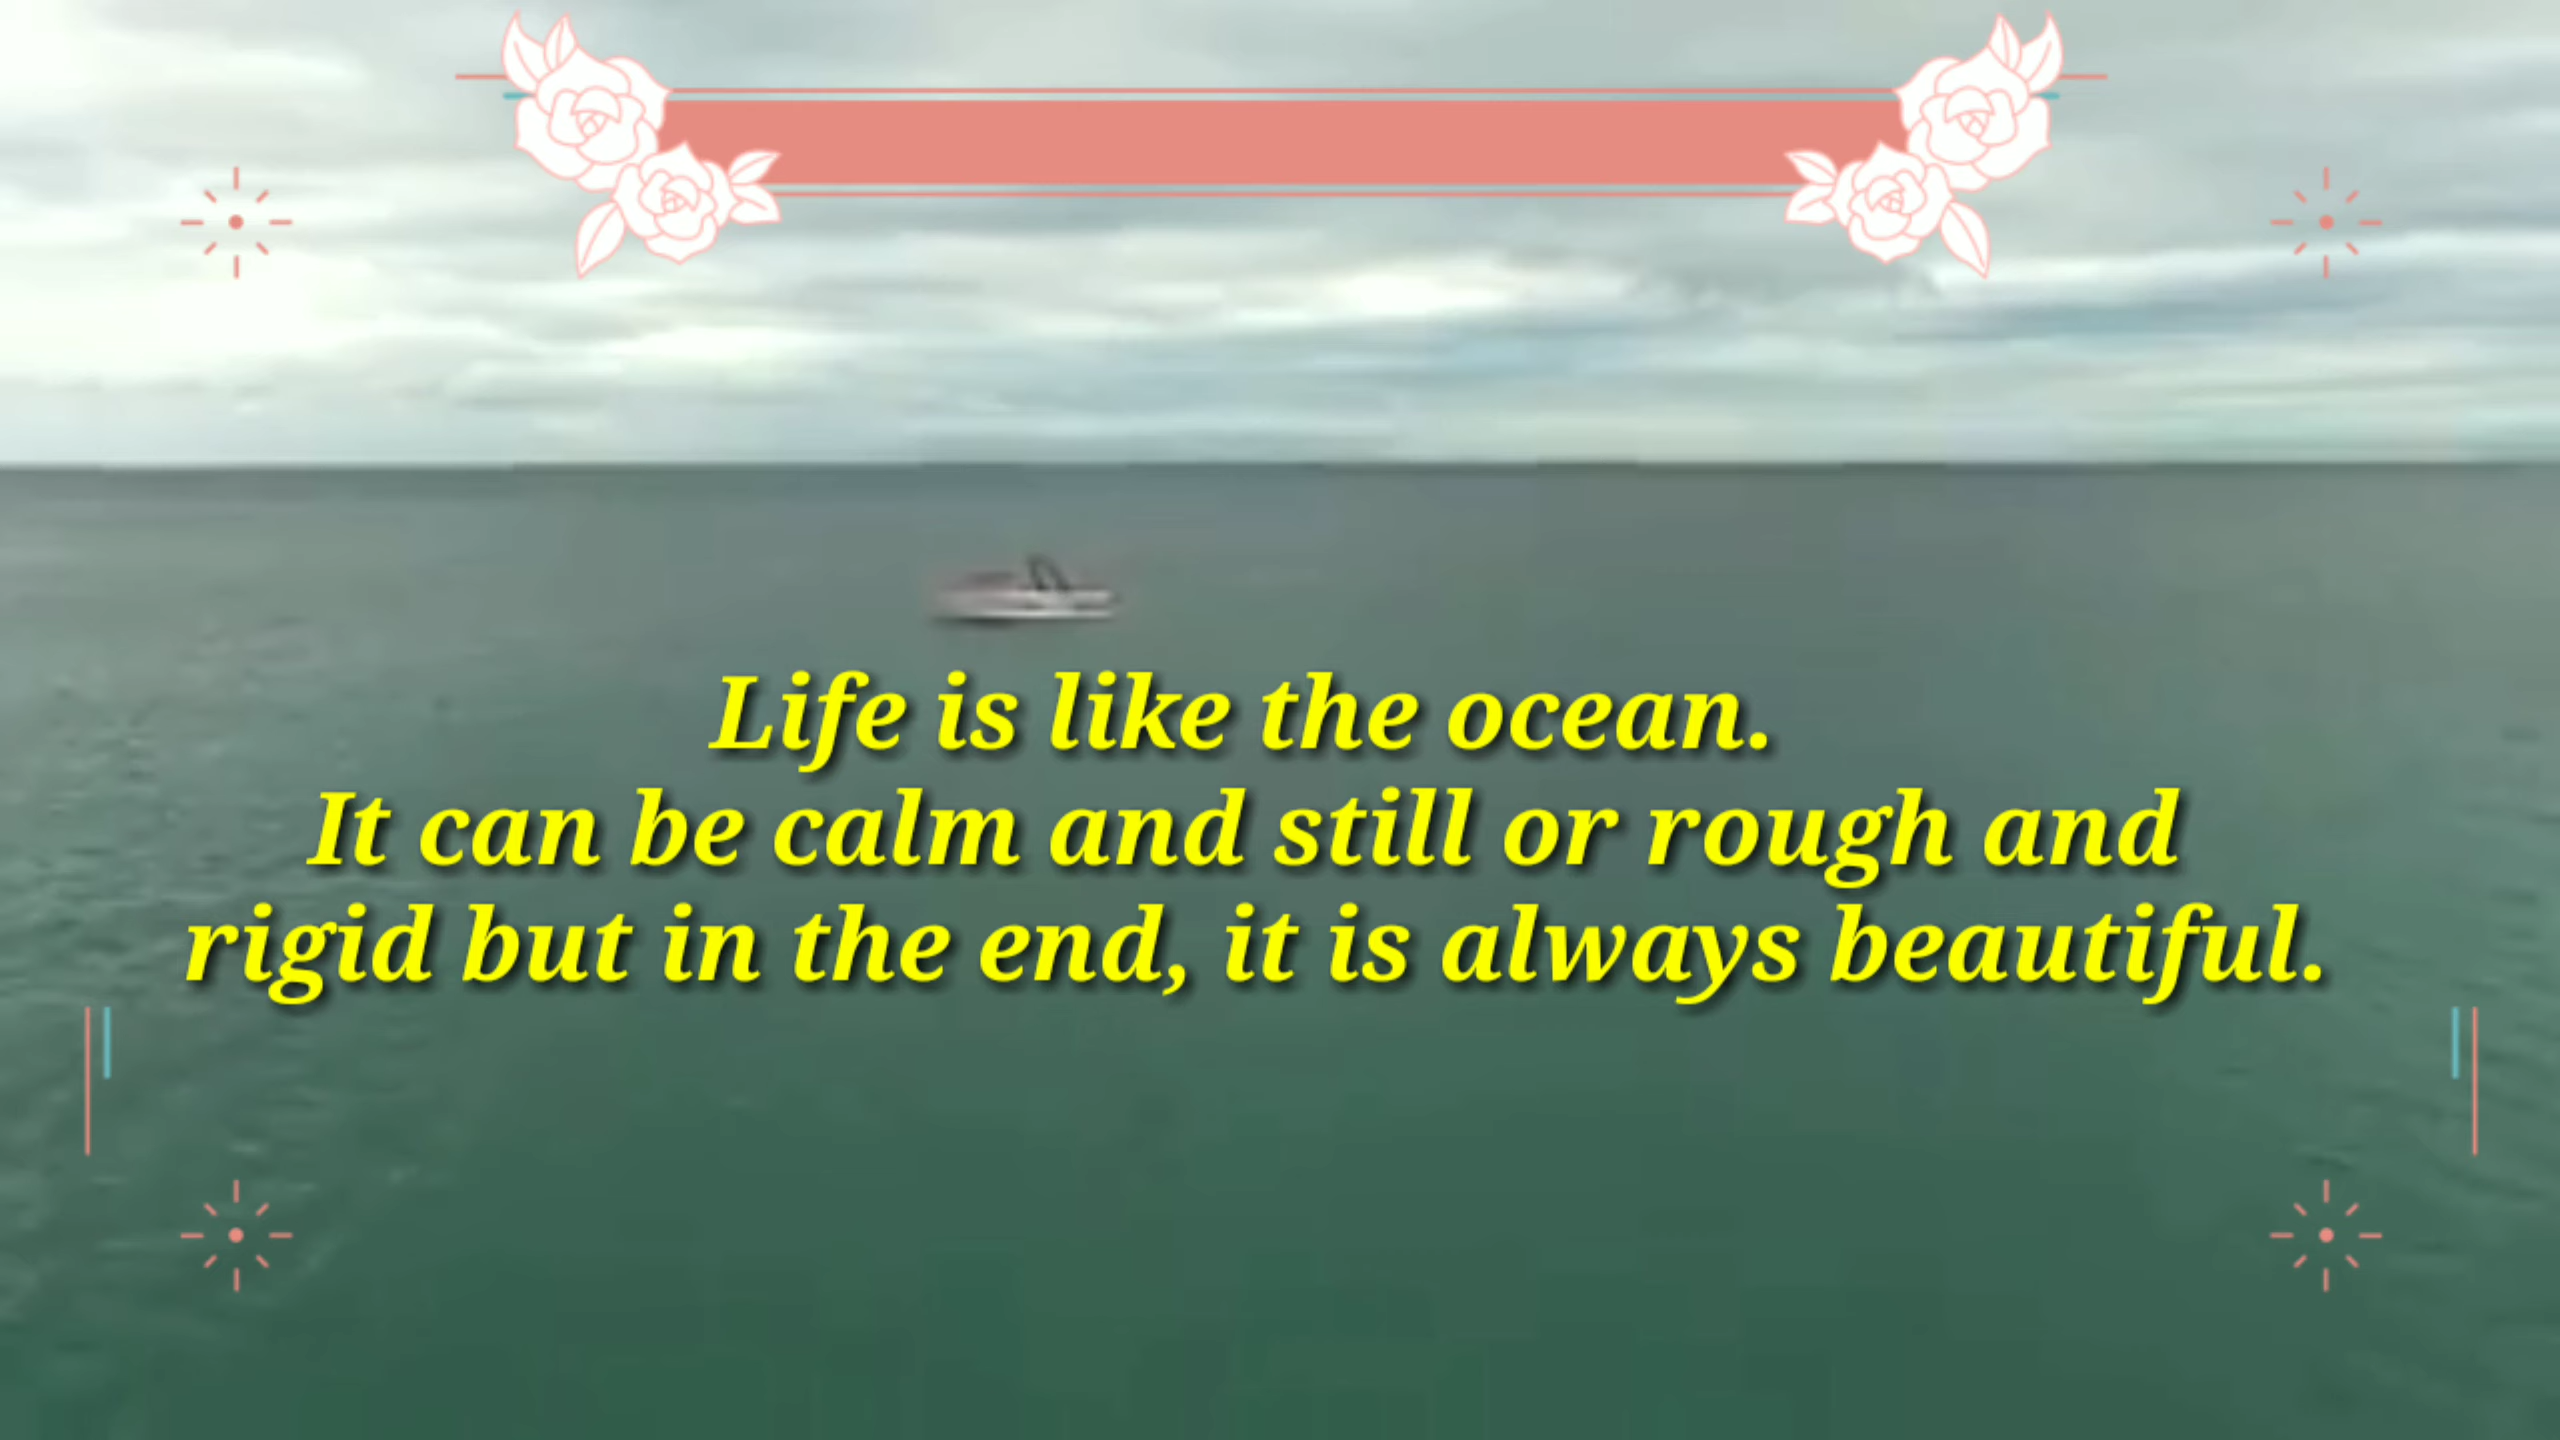 Life is like the ocean.
It can be calm and still or rough and
rigid but in the end, it is always beautiful.